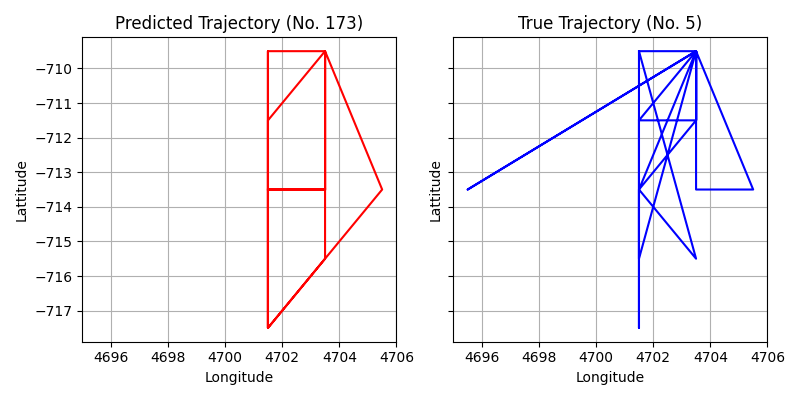 Predicted Trajectory (No. 173)
True Trajectory (No. 5)
Lattitude
−710
−711
−712
−713
−714
−715
−716
−717
4696 4698 4700 4702 4704 4706
Longitude
Lattitude
4696 4698 4700 4702 4704 4706
Longitude